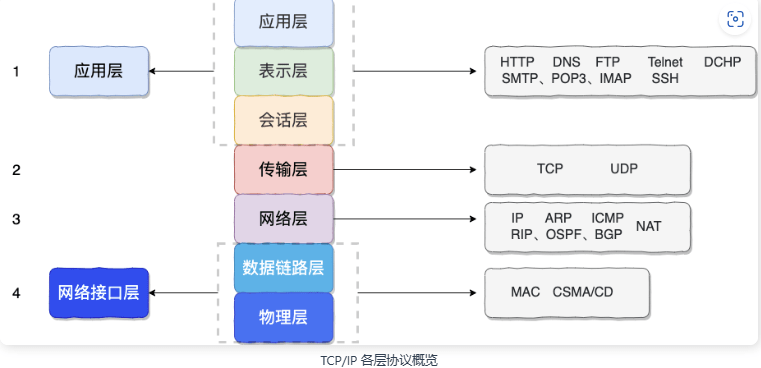 应用层
1 应用层 表示层 HTTP DNS FTP Telnet DCHP
SMTP、POP3、IMAP SSH
会话层
2 传输层 TCP UDP
3 网络层 IP ARP ICMP NAT
RIP、OSPF、BGP
数据链路层
4 网络接口层 MAC CSMA/CD
物理层
TCP/IP 各层协议概览